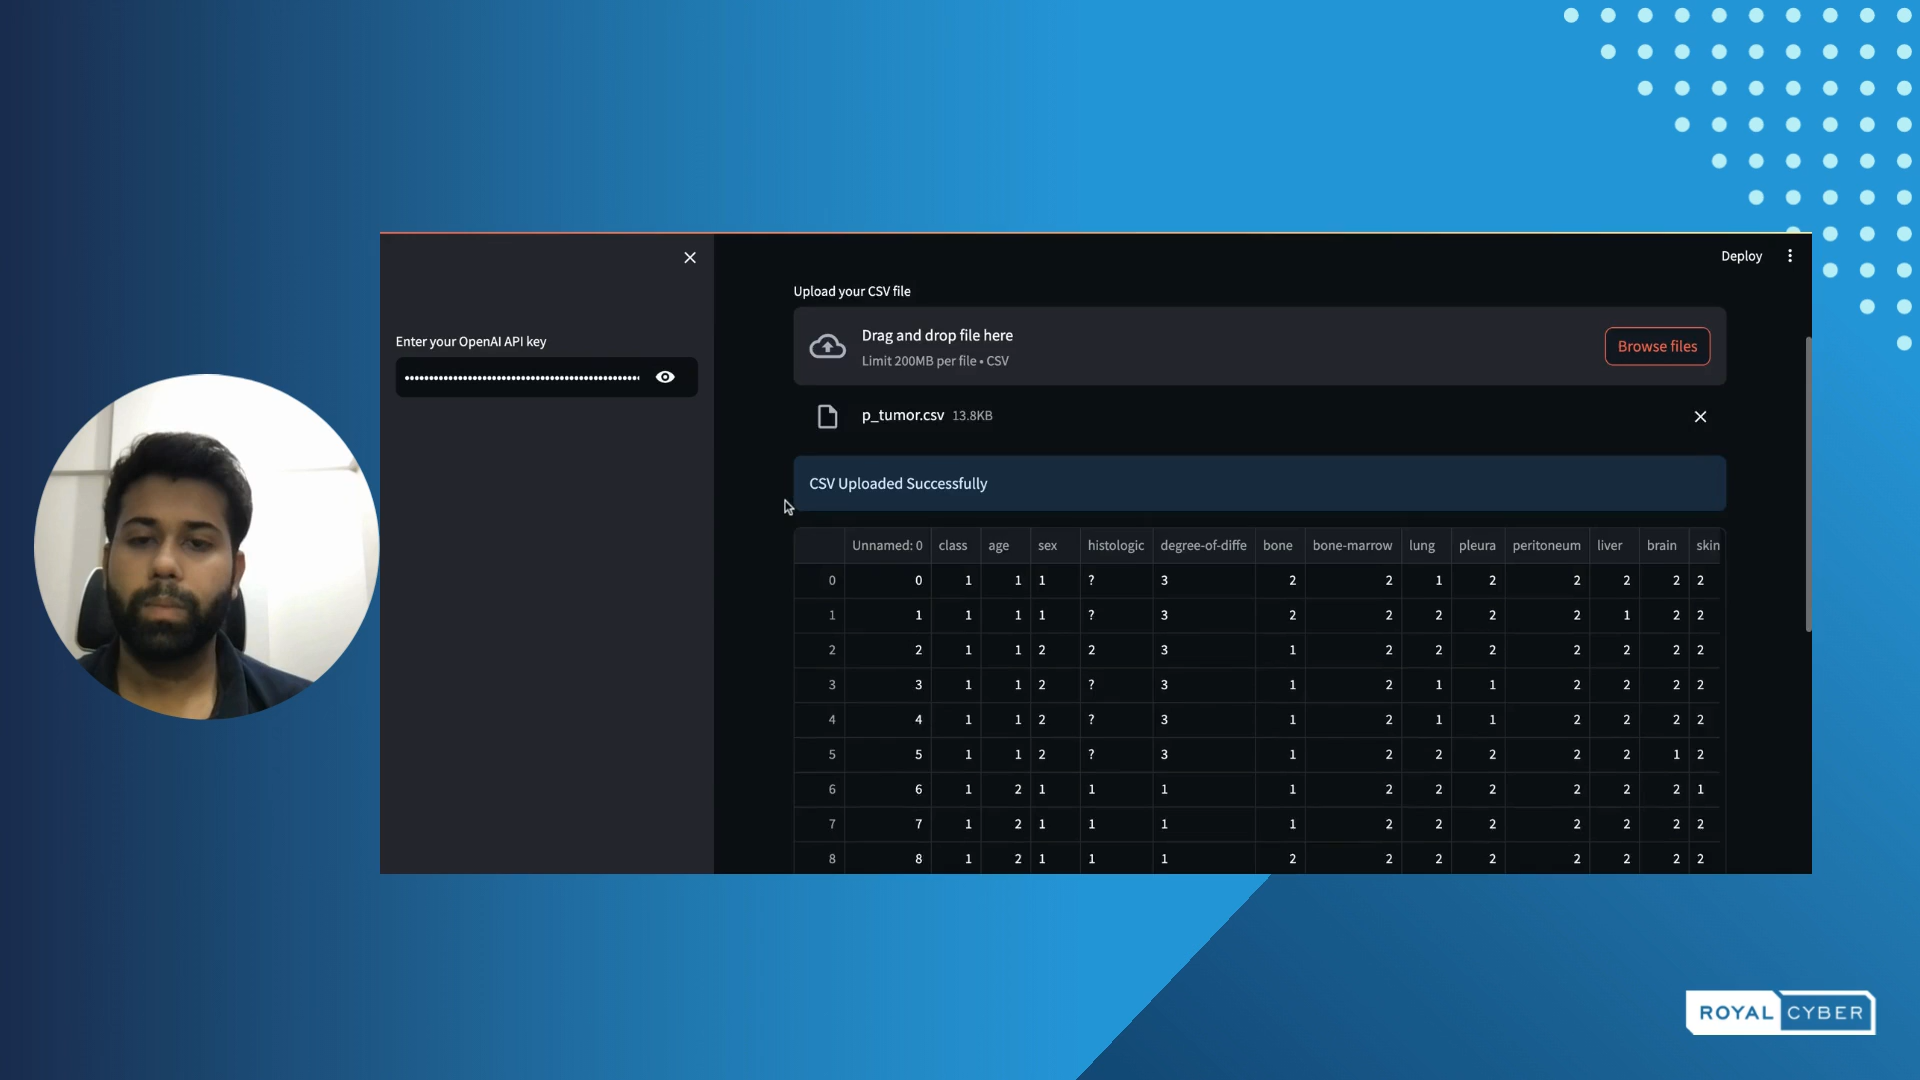 Deploy
Enter your OpenAI API key
Upload your CSV file
Drag and drop file here
Limit 200MB per file • CSV
Browse files
p_tumor.csv 13.8KB
CSV Uploaded Successfully
Unnamed: 0 class age sex histologic degree-of-diffe bone bone-marrow lung pleura peritoneum liver brain skin
0 0 1 1 1 ? 3 2 2 1 2 2 2 2 2
1 1 1 1 1 ? 3 2 2 2 2 2 1 2 2
2 2 1 1 2 2 3 1 2 2 2 2 2 2 2
3 3 1 1 2 ? 3 1 2 1 1 2 2 2 2
4 4 1 1 2 ? 3 1 2 1 1 2 2 2 2
5 5 1 1 2 ? 3 1 2 2 2 2 2 1 2
6 6 1 2 1 1 1 1 2 2 2 2 2 2 1
7 7 1 2 1 1 1 1 2 2 2 2 2 2 2
8 8 1 2 1 1 1 2 2 2 2 2 2 2 2
ROYAL CYBER